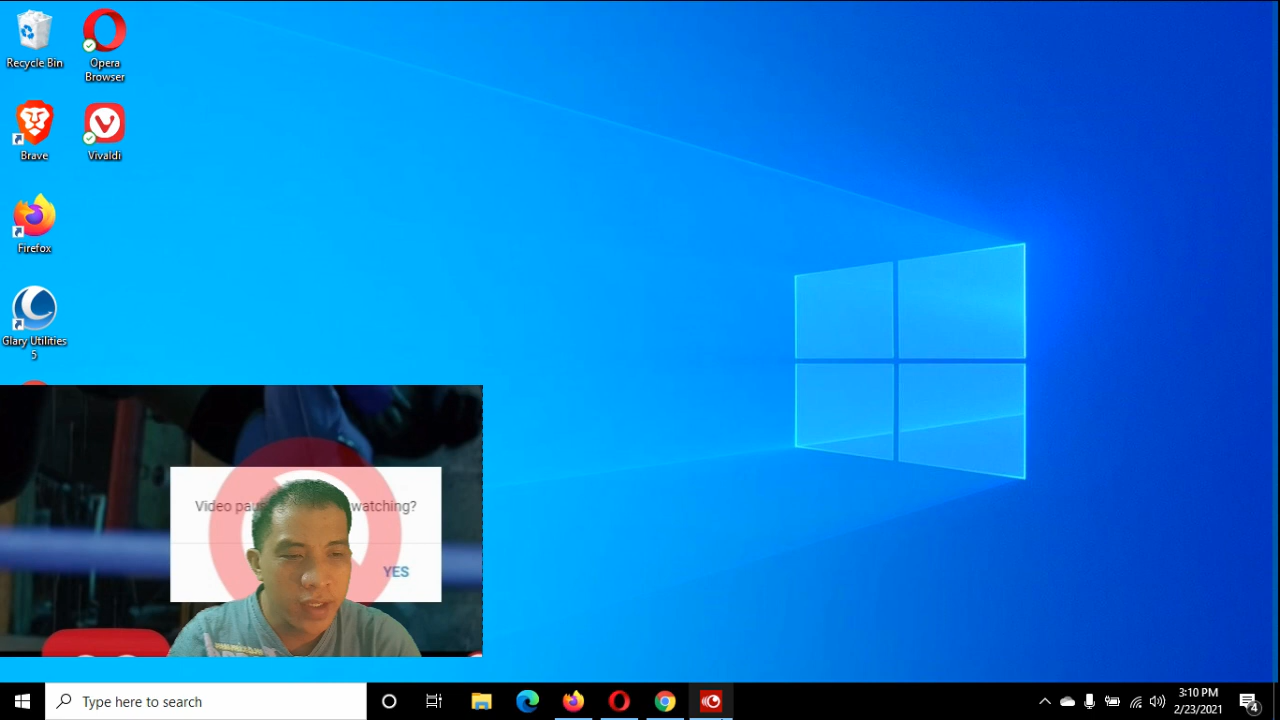 Recycle Bin
Opera
Browser
Brave
Vivaldi
Firefox
Glary Utilities
5
Video watching?
YES
Type here to search
3:10 PM
2/23/2021
4